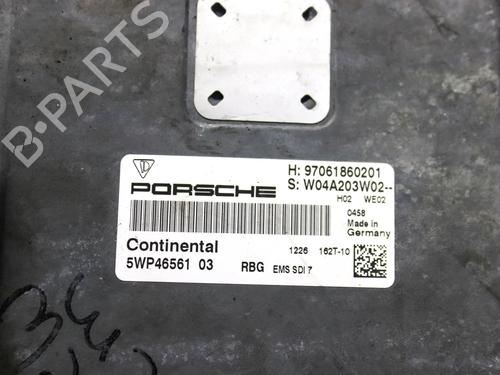 B-PARTS
H: 97061860201
S: W04A203W02--
H02 WE02
PORSCHE
0458
Made in
Germany
Continental
1226 162T-10
5WP46561 03 RBG EMS SDI 7